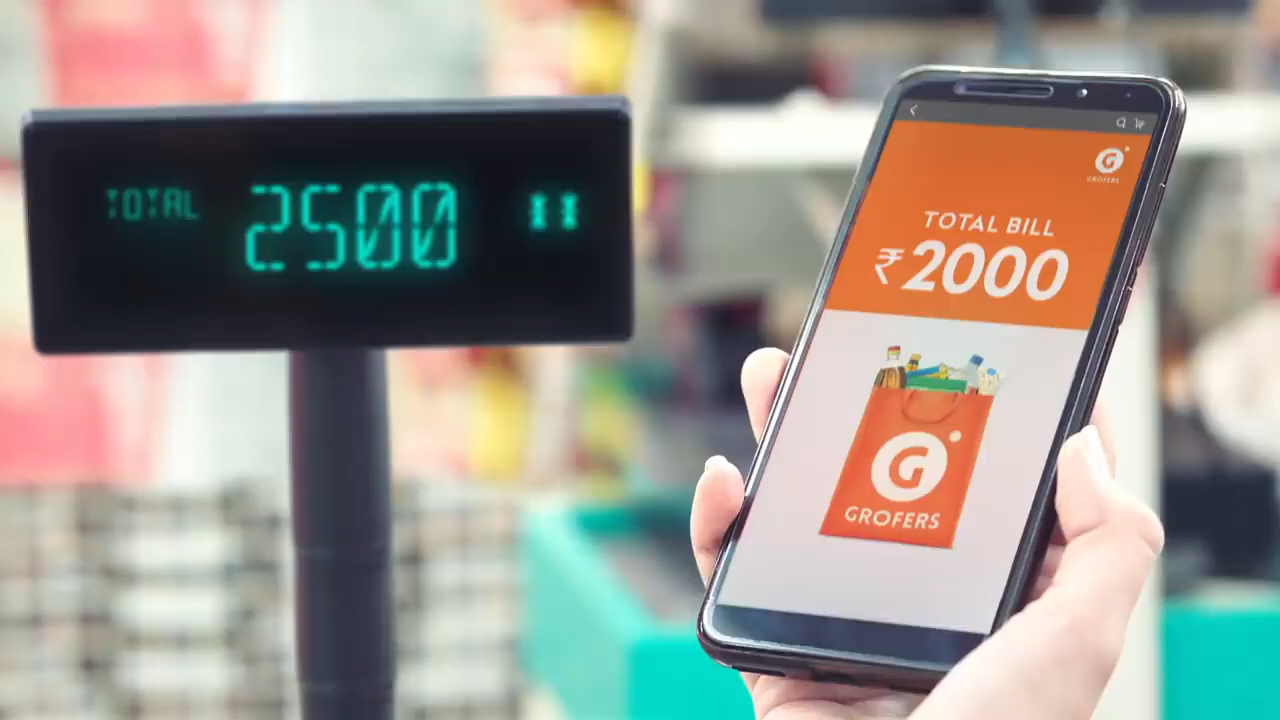 TOTAL 2500
GROFERS
TOTAL BILL
₹2000
G
GROFERS